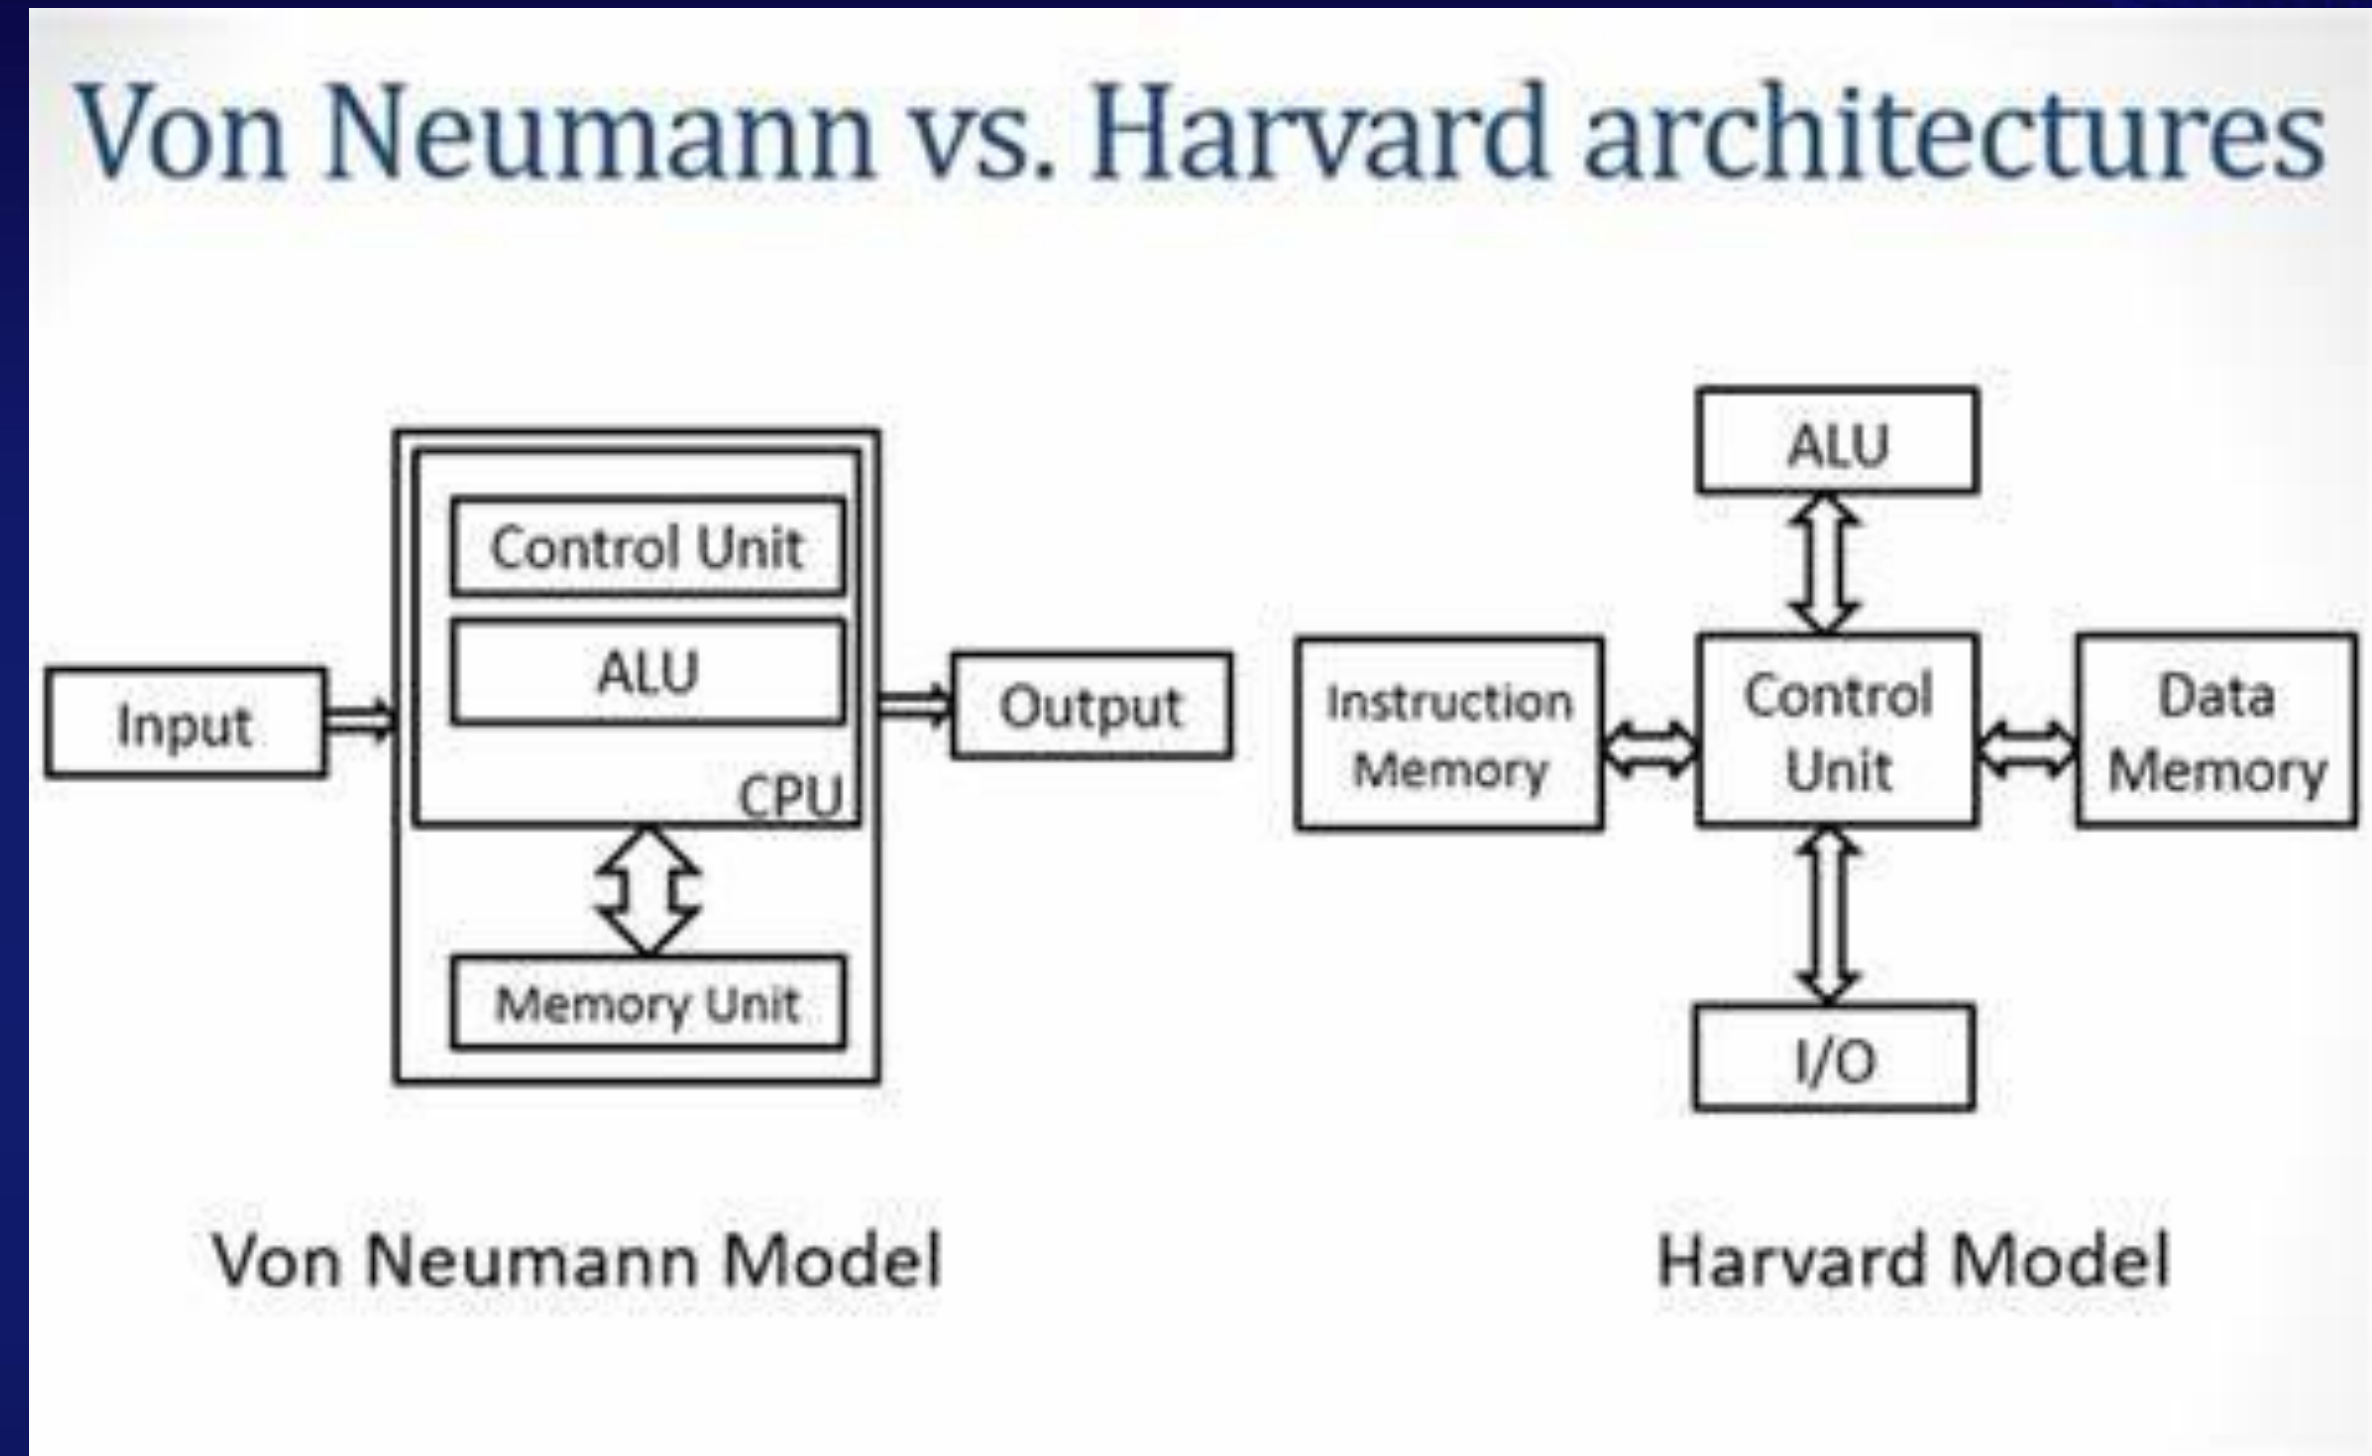 Von Neumann vs. Harvard architectures
Control Unit
ALU
CPU
Input
Output
Memory Unit
Von Neumann Model
ALU
Instruction
Memory
Control
Unit
Data
Memory
I/O
Harvard Model